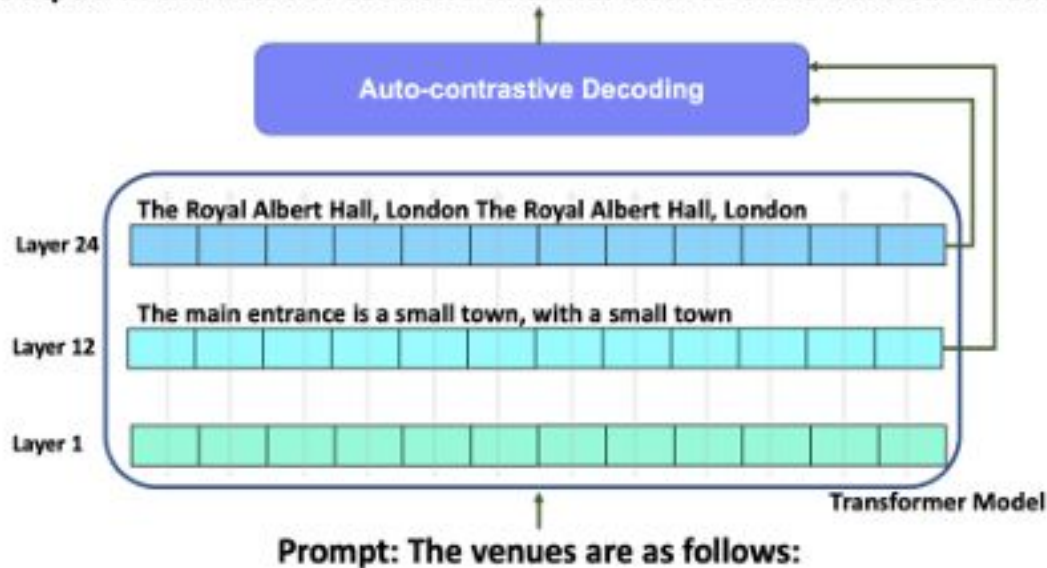 Auto-contrastive Decoding
The Royal Albert Hall, London The Royal Albert Hall, London
Layer 24
The main entrance is a small town, with a small town
Layer 12
Layer 1
Transformer Model
Prompt: The venues are as follows: